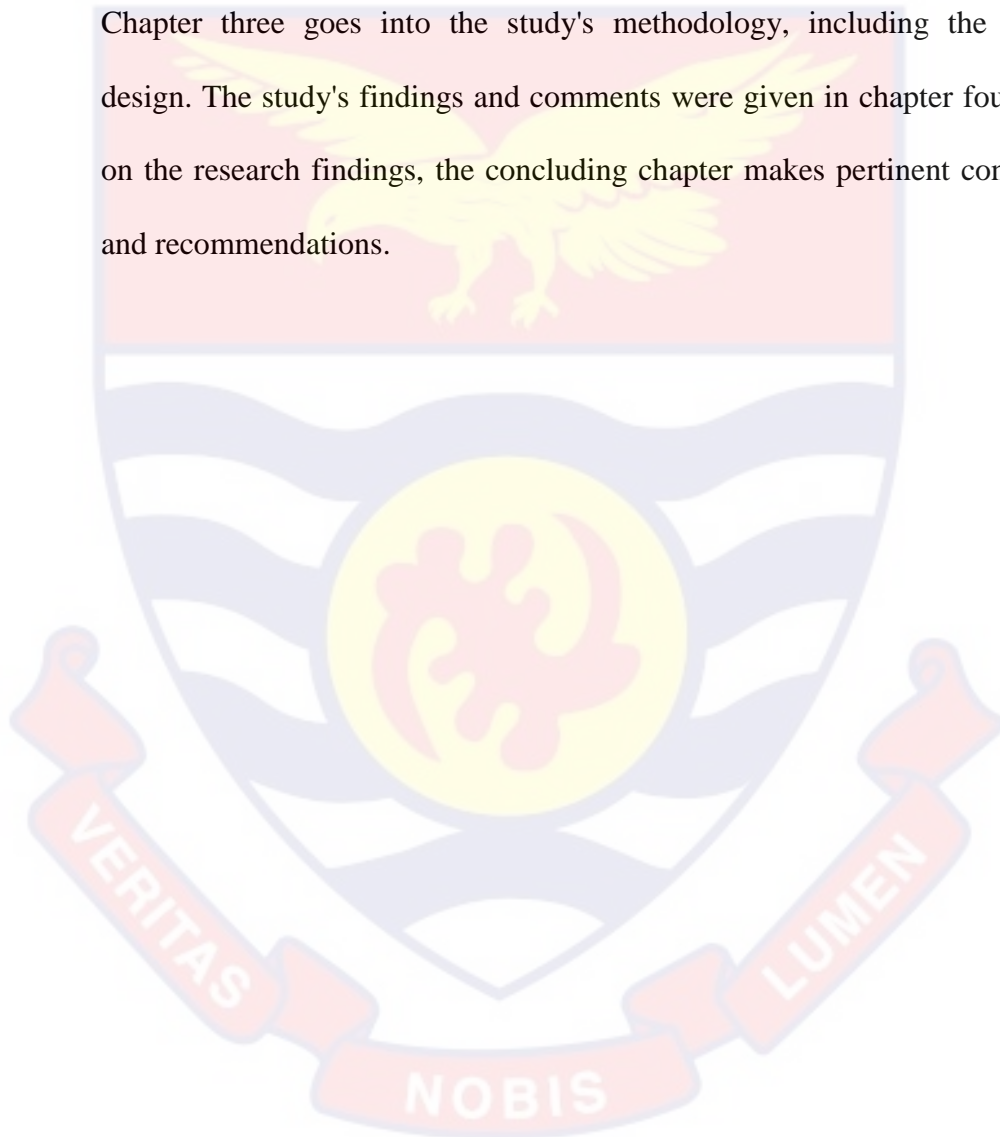 Chapter three goes into the study's methodology, including the
design. The study's findings and comments were given in chapter fou
on the research findings, the concluding chapter makes pertinent con
and recommendations.
VERITAS
NOBIS
LUMEN